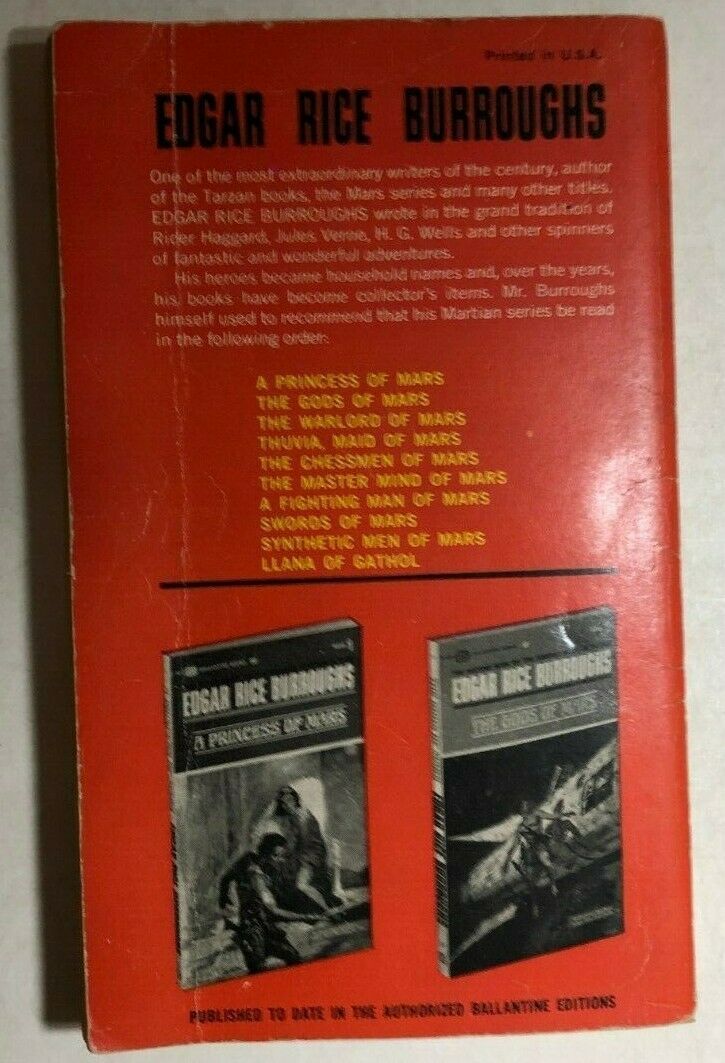 Printed in U.S.A.
EDGAR RICE BURROUGHS
One of the most extraordinary writers of the century, author
of the Tarzan books, the Mars series and many other titles,
EDGAR RICE BURROUGHS wrote in the grand tradition of
Rider Haggard, Jules Verne, H. G. Wells and other spinners
of fantastic and wonderful adventures.
His heroes became household names and, over the years,
his books have become collector's items. Mr. Burroughs
himself used to recommend that his Martian series be read
in the following order:
A PRINCESS OF MARS
THE GODS OF MARS
THE WARLORD OF MARS
THUVIA, MAID OF MARS
THE CHESSMEN OF MARS
THE MASTER MIND OF MARS
A FIGHTING MAN OF MARS
SWORDS OF MARS
SYNTHETIC MEN OF MARS
LLANA OF GATHOL
EDGAR RICE BURROUGHS
A PRINCESS OF MARS
EDGAR RICE BURROUGHS
THE GODS OF MARS
PUBLISHED TO DATE IN THE AUTHORIZED BALLANTINE EDITIONS